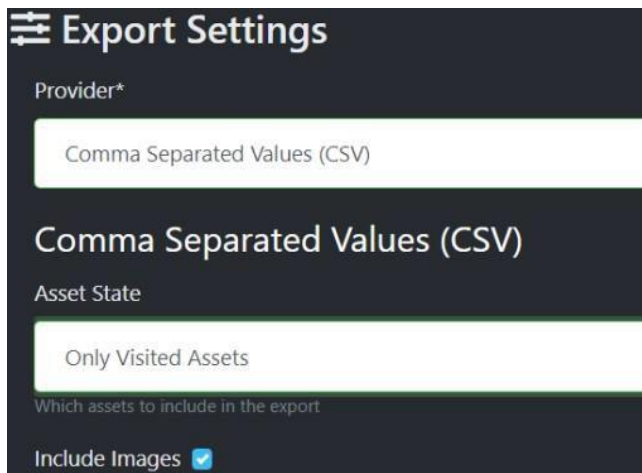 Export Settings
Provider*
Comma Separated Values (CSV)
Comma Separated Values (CSV)
Asset State
Only Visited Assets
Which assets to include in the export
Include Images